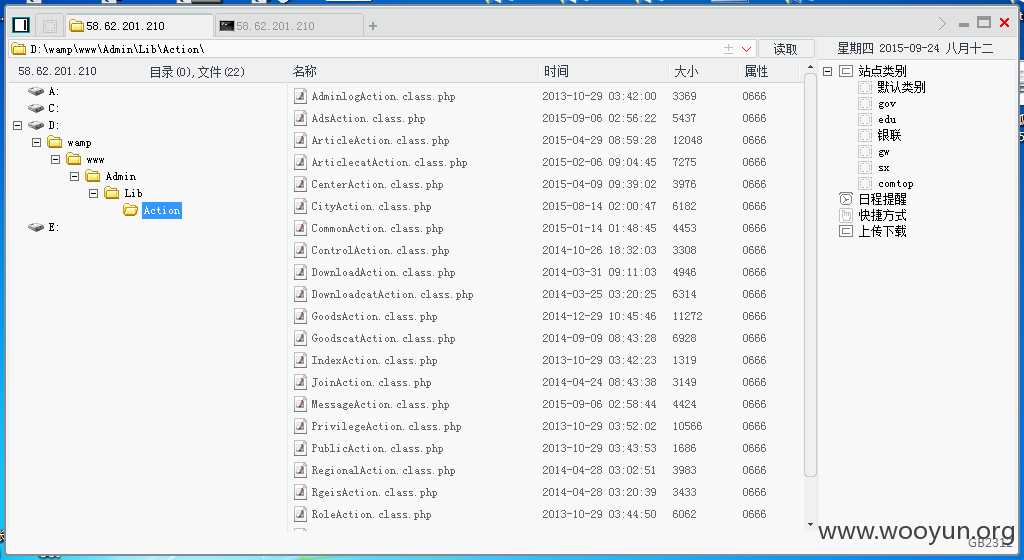 58.62.201.210
58.62.201.210
+
D:\wamp\www\Admin\Lib\Action\
读取
星期四 2015-09-24 八月十二
58.62.201.210
目录(0),文件(22)
名称 时间 大小 属性
A:
C:
D:
wamp
www
Admin
Lib
Action
E:
AdminlogAction.class.php 2013-10-29 03:42:00 3369 0666
AdsAction.class.php 2015-09-06 02:56:22 5437 0666
ArticleAction.class.php 2015-04-29 08:59:28 12048 0666
ArticlecatAction.class.php 2015-02-06 09:04:45 7275 0666
CenterAction.class.php 2015-04-09 09:39:02 3976 0666
CityAction.class.php 2015-08-14 02:00:47 6182 0666
CommonAction.class.php 2015-01-14 01:48:45 4453 0666
ControlAction.class.php 2014-10-26 18:32:03 3308 0666
DownloadAction.class.php 2014-03-31 09:11:03 4946 0666
DownloadcatAction.class.php 2014-03-25 03:20:25 6314 0666
GoodsAction.class.php 2014-12-29 10:45:46 11272 0666
GoodscatAction.class.php 2014-09-09 08:43:28 6928 0666
IndexAction.class.php 2013-10-29 03:42:23 1319 0666
JoinAction.class.php 2014-04-24 08:43:38 3149 0666
MessageAction.class.php 2015-09-06 02:58:44 4424 0666
PrivilegeAction.class.php 2013-10-29 03:52:02 10566 0666
PublicAction.class.php 2013-10-29 03:43:53 1686 0666
RegionalAction.class.php 2014-04-28 03:02:51 3983 0666
RgeisAction.class.php 2014-04-28 03:20:39 3433 0666
RoleAction.class.php 2013-10-29 03:44:50 6062 0666
站点类别
默认类别
gov
edu
银联
gw
sx
comtop
日程提醒
快捷方式
上传下载
www.wooyun.org
GB2312